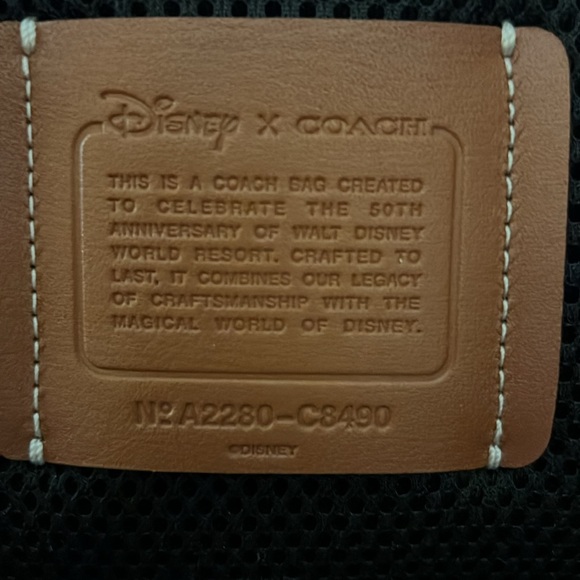 Disney X COACH
THIS IS A COACH BAG CREATED
TO CELEBRATE THE 50TH
ANNIVERSARY OF WALT DISNEY
WORLD RESORT. CRAFTED TO
LAST, IT COMBINES OUR LEGACY
OF CRAFTSMANSHIP WITH THE
MAGICAL WORLD OF DISNEY.
Nº A2280-C8490
©DISNEY